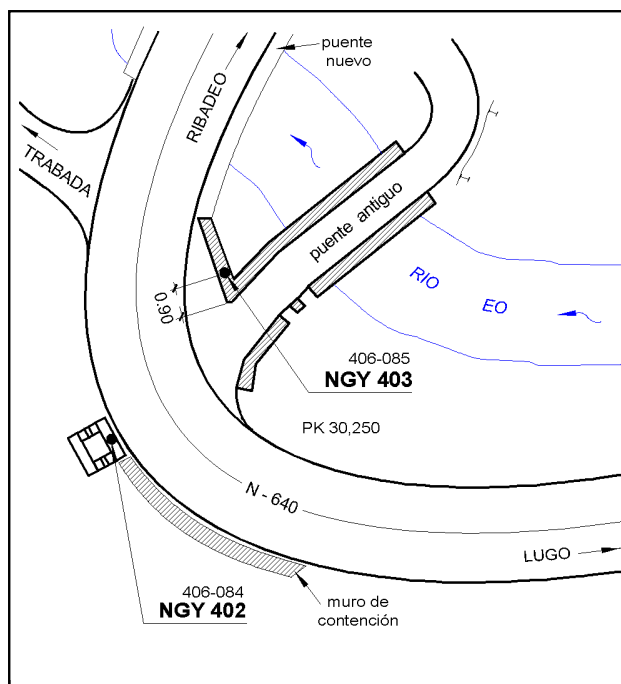 puente
nuevo
RIBADEO
TRABADA
puente antiguo
RIO EO
0.90
406-085
NGY 403
PK 30,250
N - 640
LUGO
406-084
NGY 402
muro de
contención